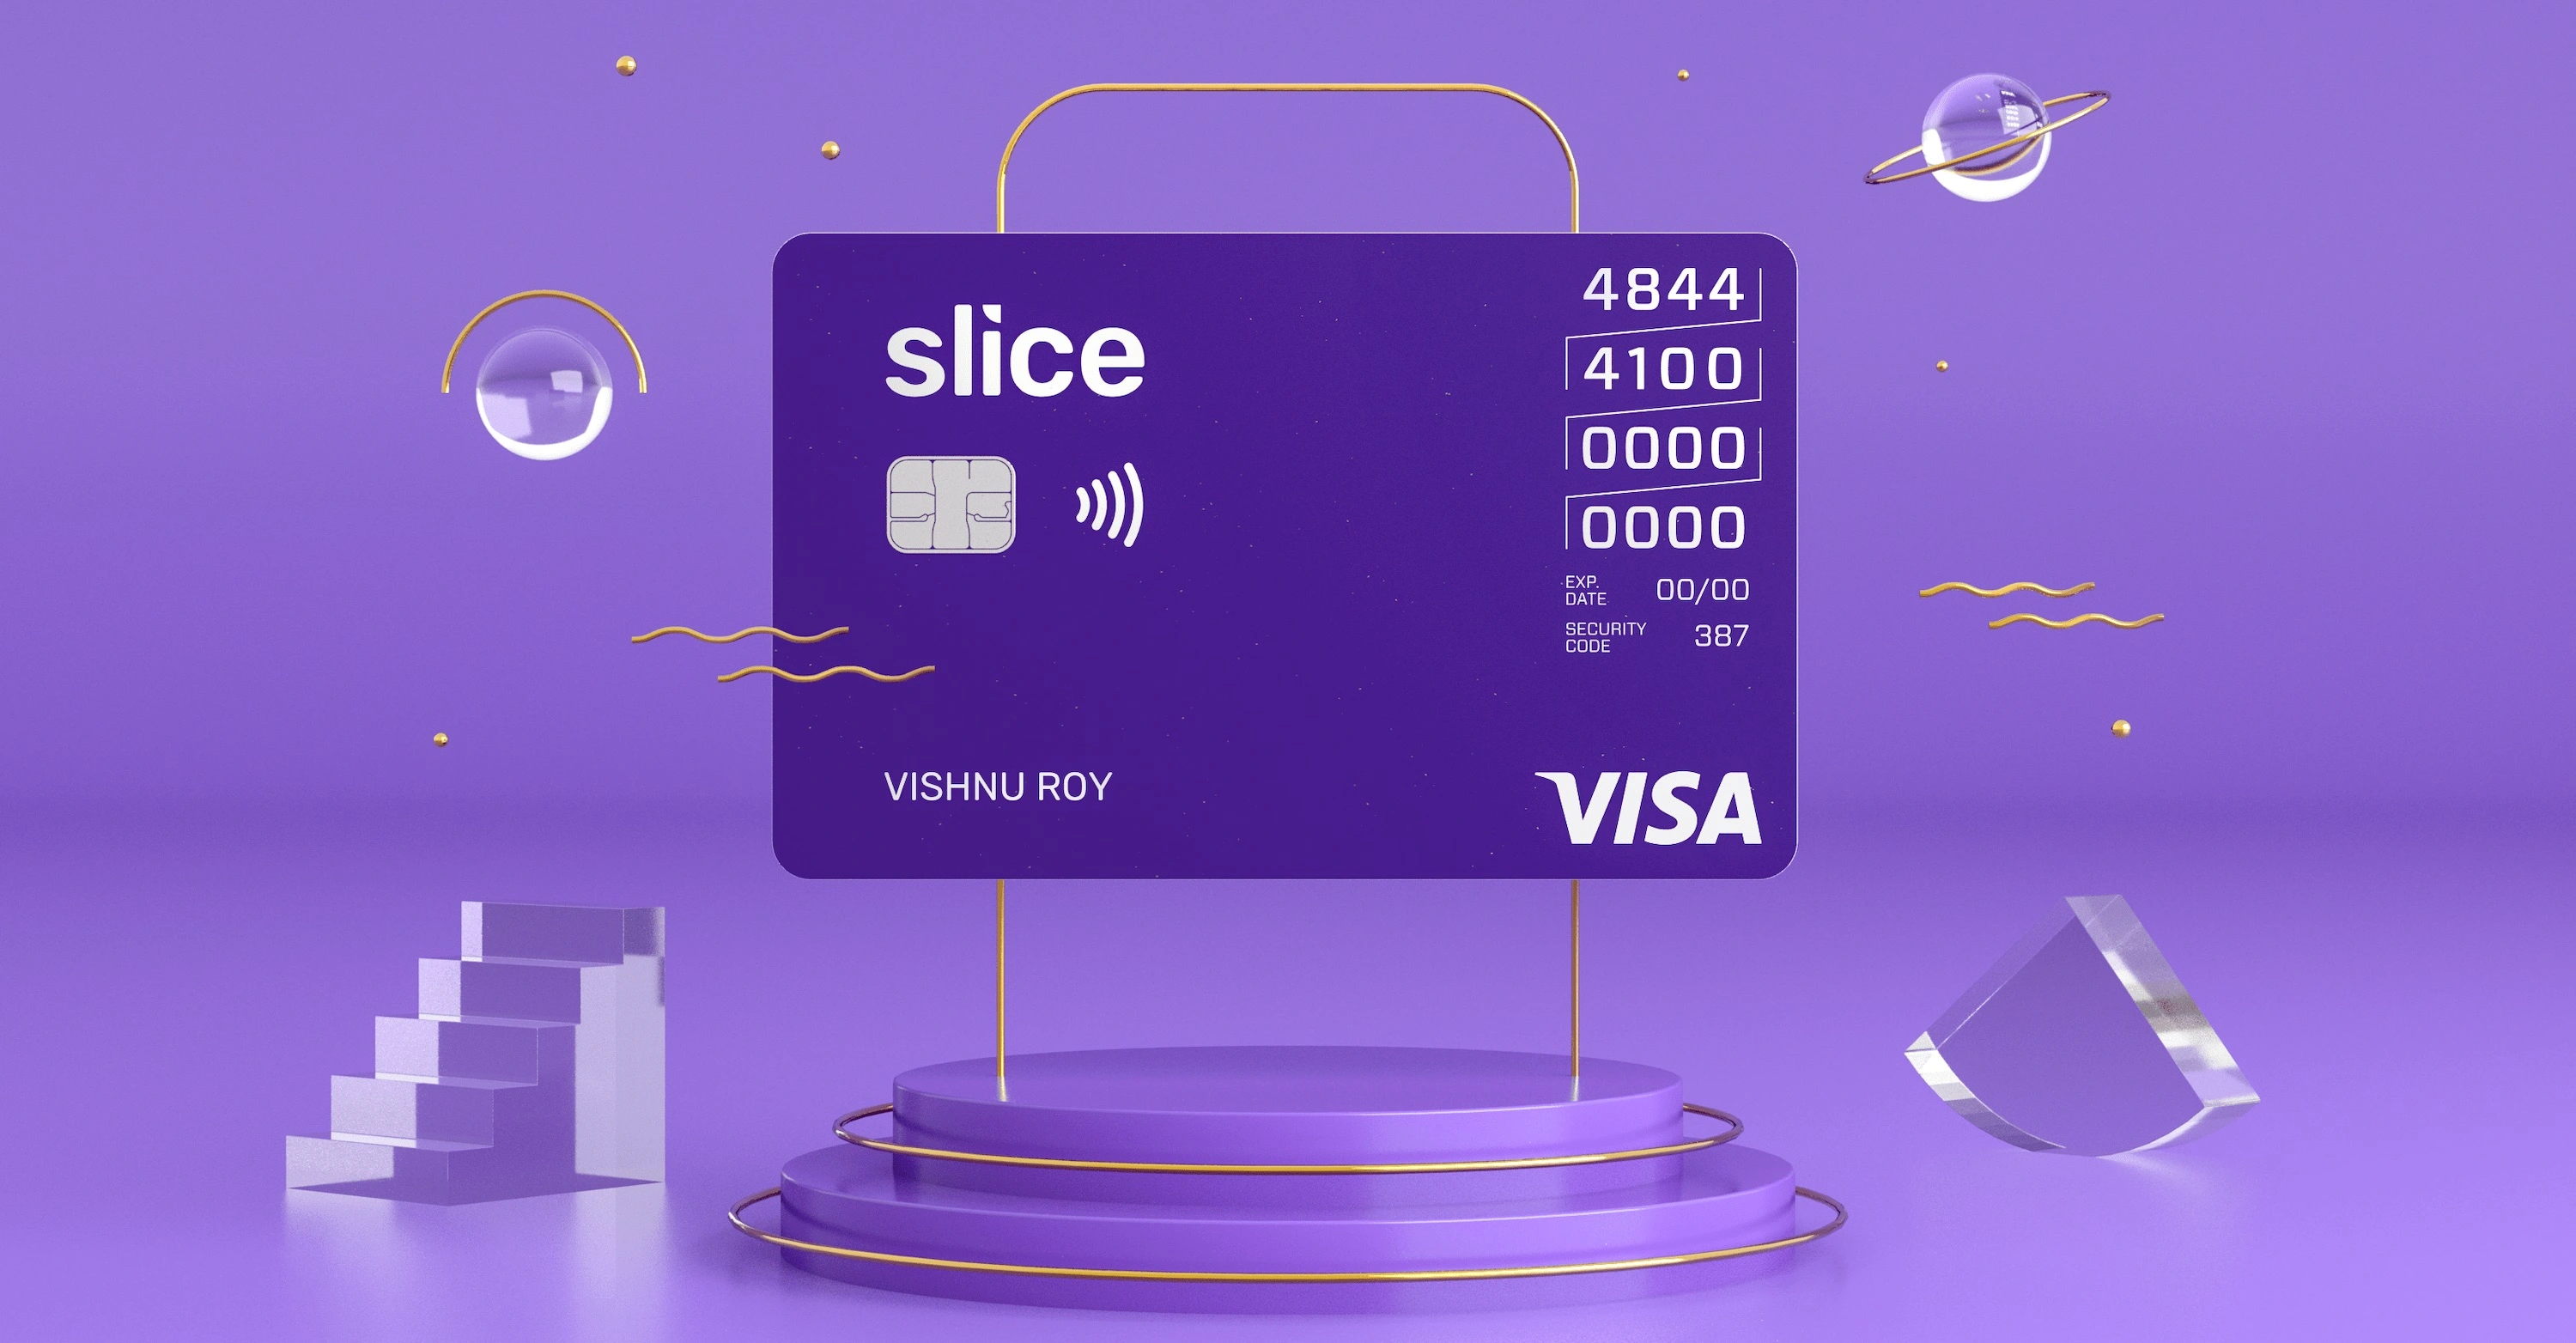 slice
4844
4100
0000
0000
EXP.
DATE
00/00
SECURITY
CODE
387
VISHNU ROY
VISA